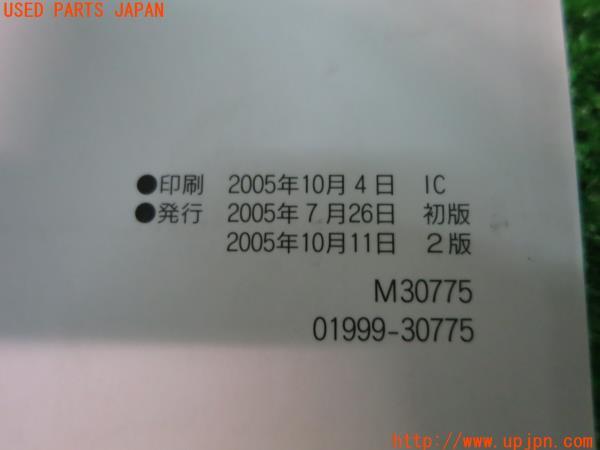 USED PARTS JAPAN
●印刷 2005年10月4日 IC
●発行 2005年7月26日 初版
2005年10月11日 2版
M30775
01999-30775
http://www.upjpn.com/